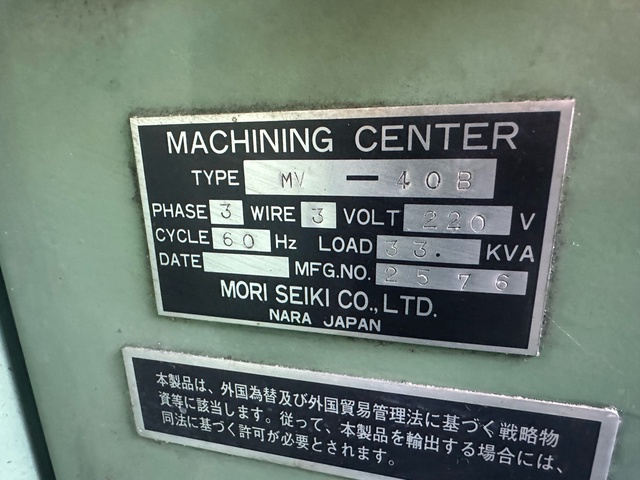 MACHINING CENTER
TYPE MV - 40B
PHASE 3 WIRE 3 VOLT 220 V
CYCLE 60 Hz LOAD 33. KVA
DATE MFG.NO. 2576
MORI SEIKI CO., LTD.
NARA JAPAN
本製品は、外国為替及び外国貿易管理法に基づく戦略物
資等に該当します。従って、本製品を輸出する場合には、
同法に基づく許可が必要とされます。